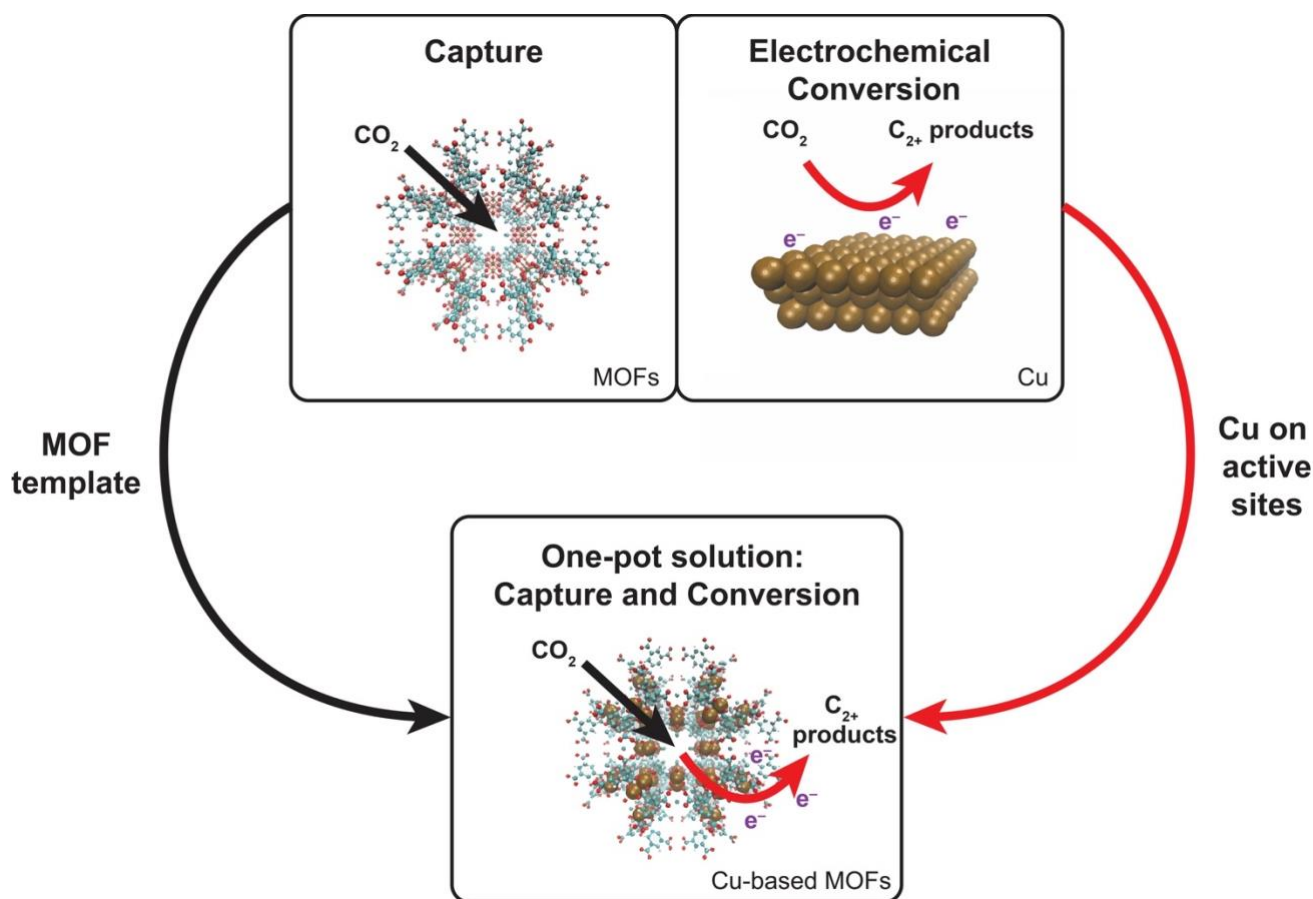 Capture
CO₂
MOFs
Electrochemical
Conversion
CO₂
C₂₊ products
e⁻
e⁻
e⁻
Cu
MOF
template
Cu on
active
sites
One-pot solution:
Capture and Conversion
CO₂
C₂₊
products
e⁻
e⁻
e⁻
Cu-based MOFs